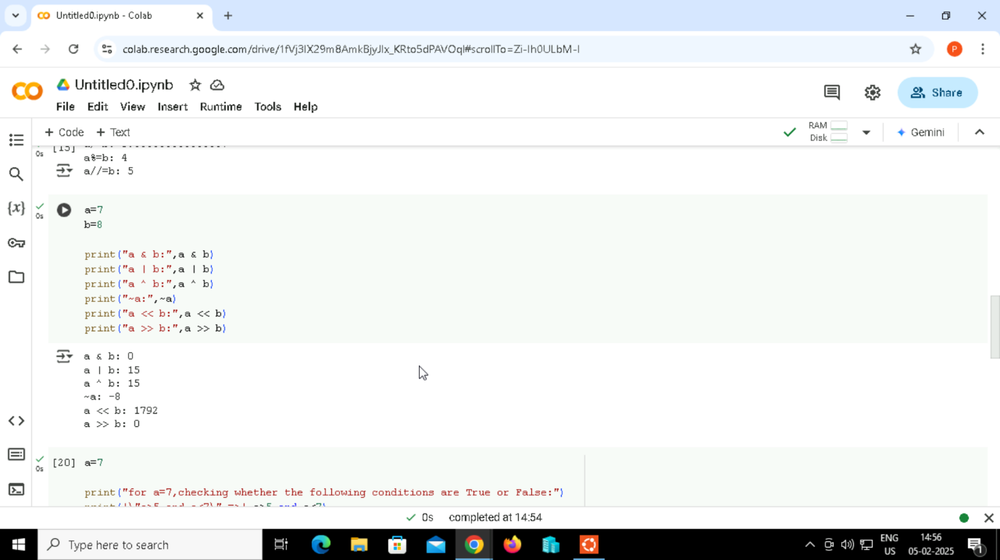 Untitled0.ipynb - Colab
colab.research.google.com/drive/1fVj3IX29m8AmkBjyJIx_KRto5dPAVOqI#scrollTo=Zi-Ih0ULbM-I
P
Untitled0.ipynb
Share
File Edit View Insert Runtime Tools Help
+ Code + Text
RAM
Disk
Gemini
0s
[15]
a%=b: 4
a//=b: 5
0s
a=7
b=8
print("a & b:",a & b)
print("a | b:",a | b)
print("a ^ b:",a ^ b)
print("~a:",~a)
print("a << b:",a << b)
print("a >> b:",a >> b)
a & b: 0
a | b: 15
a ^ b: 15
~a: -8
a << b: 1792
a >> b: 0
0s
[20] a=7
print("for a=7,checking whether the following conditions are True or False:")
0s completed at 14:54
Type here to search
ENG
US
14:56
05-02-2025
1